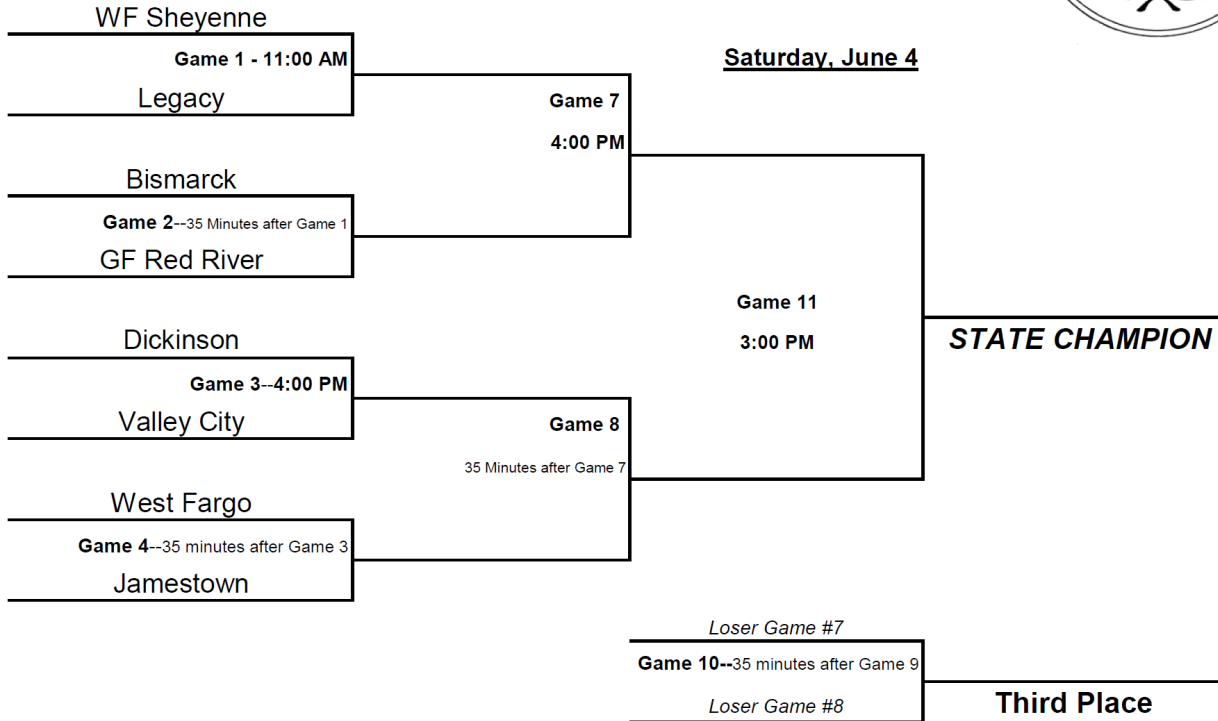 WF Sheyenne
Game 1 - 11:00 AM
Saturday, June 4
Legacy
Game 7
4:00 PM
Bismarck
Game 2--35 Minutes after Game 1
GF Red River
Game 11
3:00 PM
STATE CHAMPION
Dickinson
Game 3--4:00 PM
Valley City
Game 8
35 Minutes after Game 7
West Fargo
Game 4--35 minutes after Game 3
Jamestown
Loser Game #7
Game 10--35 minutes after Game 9
Loser Game #8
Third Place